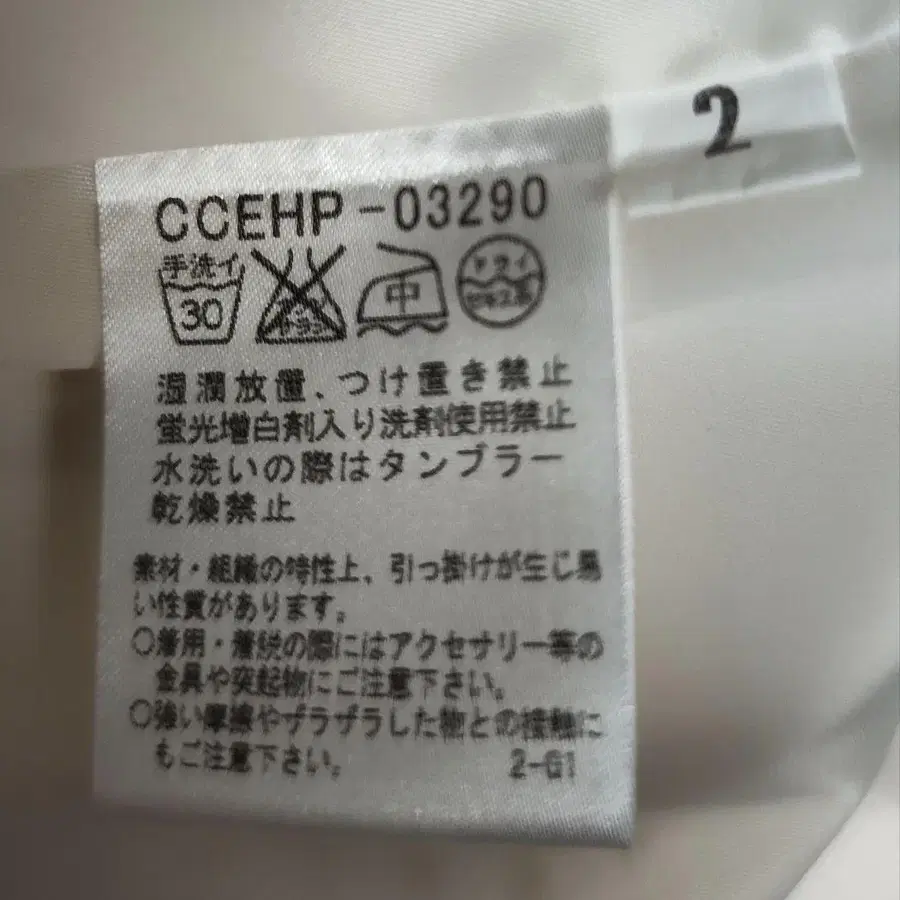 2
CCEHP-03290
手洗イ
30
中
ドライ
セキユ系
湿潤放置、つけ置き禁止
蛍光増白剤入り洗剤使用禁止
水洗いの際はタンブラー
乾燥禁止
素材・組織の特性上、引っ掛けが生じ易
い性質があります。
○着用・着脱の際にはアクセサリー等の
金具や突起物にご注意下さい。
○強い摩擦やザラザラした物との接触に
もご注意下さい。
2-G1